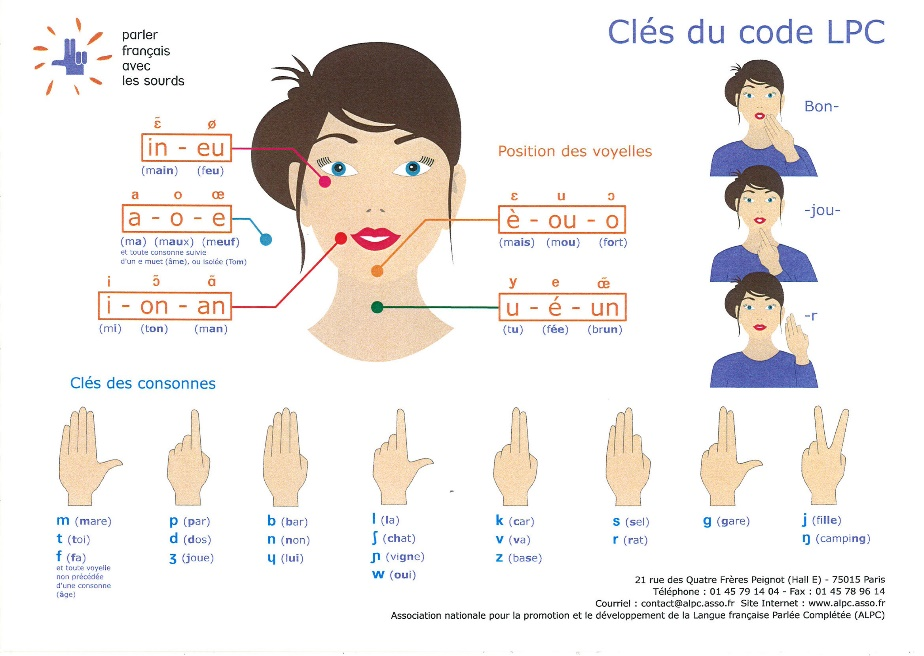 parler
français
avec
les sourds
Clés du code LPC
Bon-
-jou-
-r
Position des voyelles
ɛ̃ ø
in - eu
(main) (feu)
a o œ
a - o - e
(ma) (maux) (meuf)
et toute consonne suivie
d'un e muet (âme), ou isolée (Tom)
i ɔ̃ ɑ̃
i - on - an
(mi) (ton) (man)
ɛ u ɔ
è - ou - o
(mais) (mou) (fort)
y e œ̃
u - é - un
(tu) (fée) (brun)
Clés des consonnes
m (mare)
t (toi)
f (fa)
et toute voyelle
non précédée
d'une consonne
(âge)
p (par)
d (dos)
ʒ (joue)
b (bar)
n (non)
ɥ (lui)
l (la)
ʃ (chat)
ɲ (vigne)
w (oui)
k (car)
v (va)
z (base)
s (sel)
r (rat)
g (gare)
j (fille)
ŋ (camping)
21 rue des Quatre Frères Peignot (Hall E) - 75015 Paris
Téléphone : 01 45 79 14 04 - Fax : 01 45 78 96 14
Courriel : contact@alpc.asso.fr Site Internet : www.alpc.asso.fr
Association nationale pour la promotion et le développement de la Langue française Parlée Complétée (ALPC)